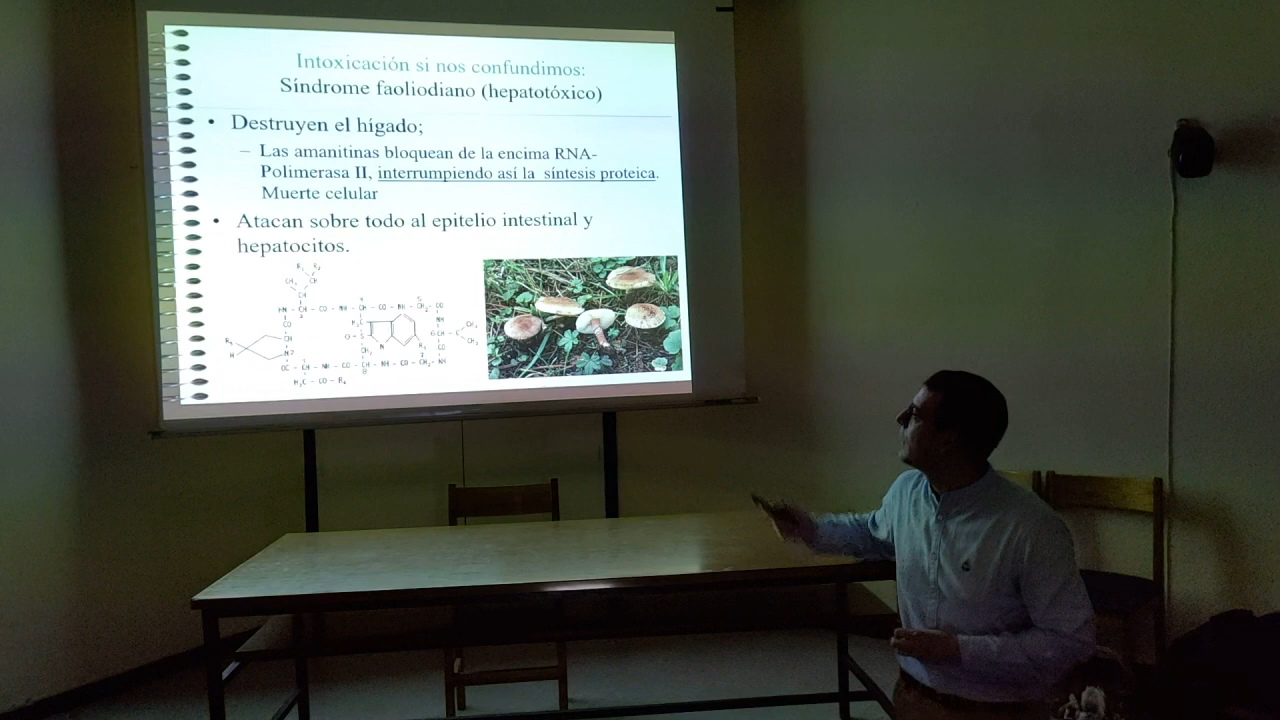 Intoxicación si nos confundimos:
Síndrome faoliodiano (hepatotóxico)
• Destruyen el hígado;
– Las amanitinas bloquean de la encima RNA-
Polimerasa II, interrumpiendo así la síntesis proteica.
Muerte celular
• Atacan sobre todo al epitelio intestinal y
hepatocitos.